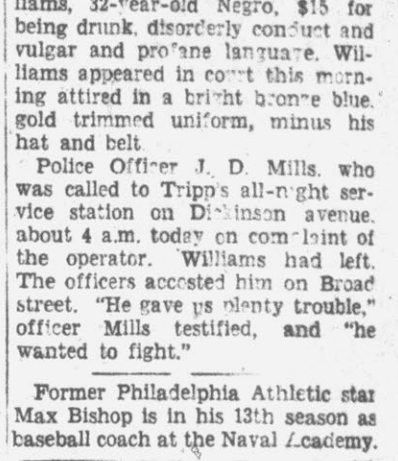 liams, 32-year-old Negro, $15 for
being drunk, disorderly conduct and
vulgar and profane language. Wil-
liams appeared in court this morn-
ing attired in a bright bronze blue,
gold trimmed uniform, minus his
hat and belt
Police Officer J. D. Mills, who
was called to Tripp's all-night ser-
vice station on Dickinson avenue,
about 4 a.m. today on complaint of
the operator. Williams had left.
The officers accosted him on Broad
street. "He gave us plenty trouble,"
officer Mills testified, and "he
wanted to fight."
Former Philadelphia Athletic star
Max Bishop is in his 13th season as
baseball coach at the Naval Academy.